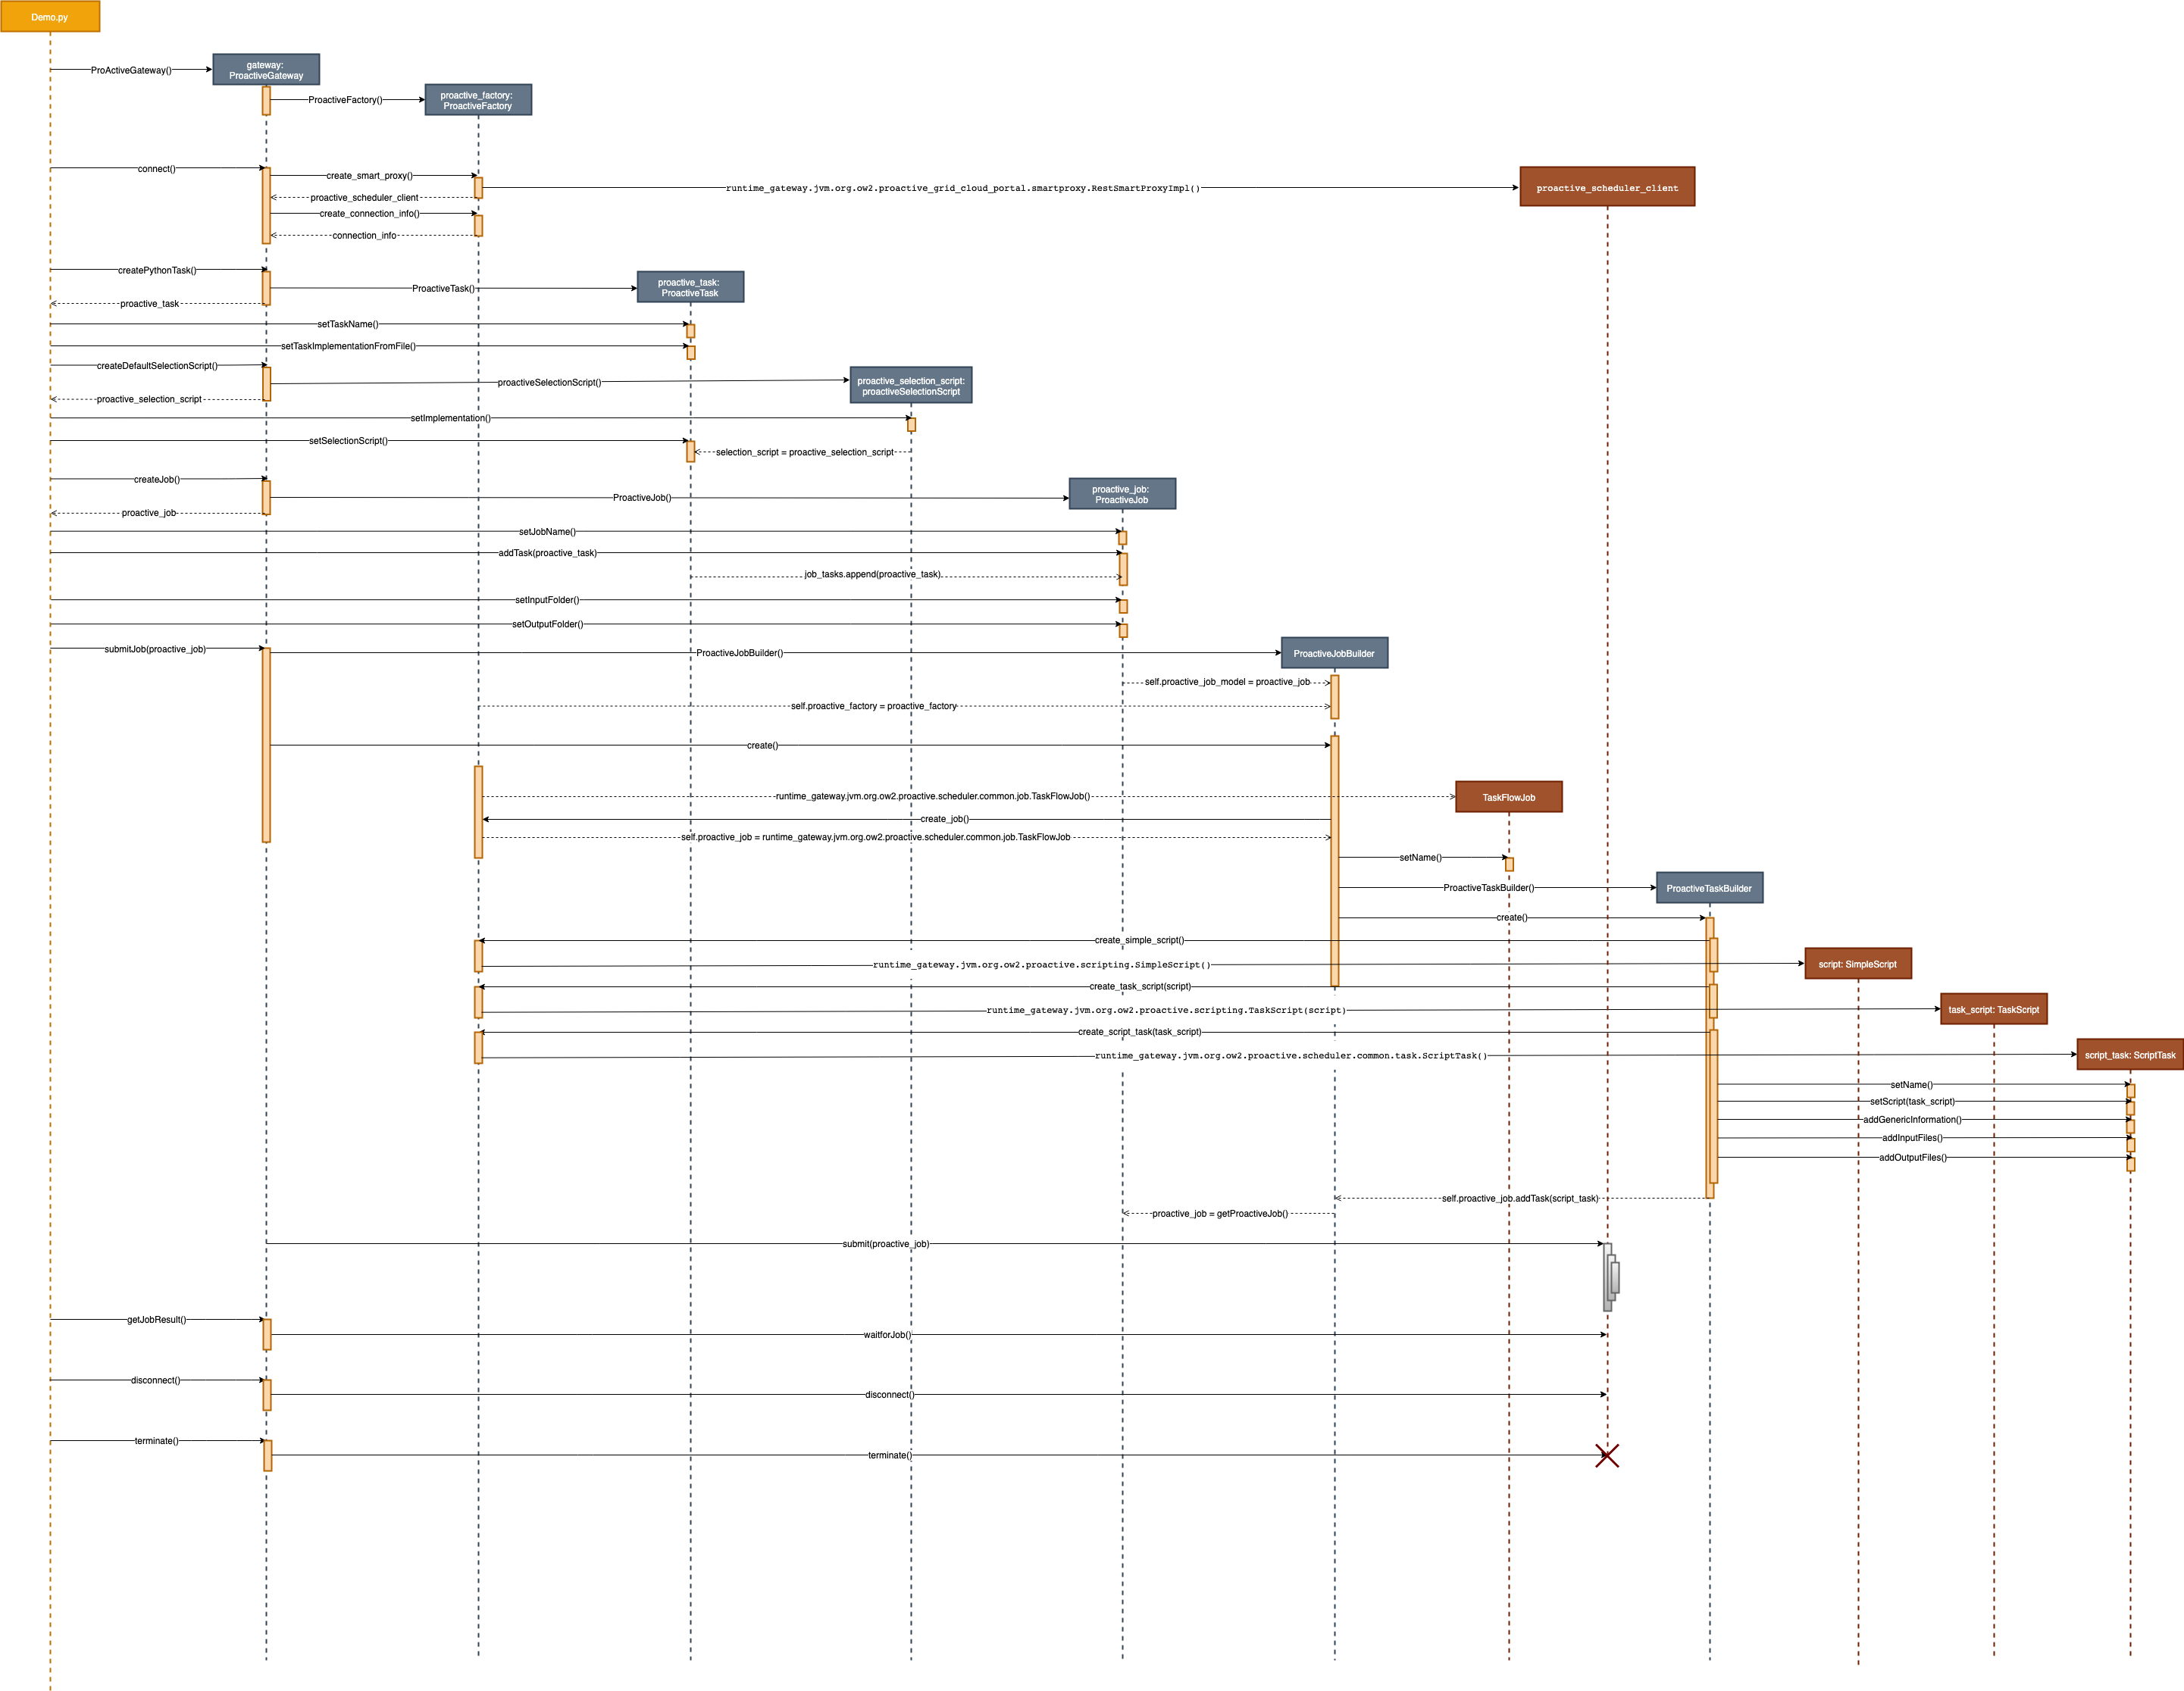 Demo.py
ProActiveGateway()
gateway:
ProactiveGateway
ProactiveFactory()
proactive_factory:
ProactiveFactory
connect()
create_smart_proxy()
runtime_gateway.jvm.org.ow2.proactive_grid_cloud_portal.smartproxy.RestSmartProxyImpl()
proactive_scheduler_client
proactive_scheduler_client
create_connection_info()
connection_info
createPythonTask()
ProactiveTask()
proactive_task:
ProactiveTask
proactive_task
setTaskName()
setTaskImplementationFromFile()
createDefaultSelectionScript()
proactiveSelectionScript()
proactive_selection_script:
proactiveSelectionScript
proactive_selection_script
setImplementation()
setSelectionScript()
selection_script = proactive_selection_script
createJob()
ProactiveJob()
proactive_job:
ProactiveJob
proactive_job
setJobName()
addTask(proactive_task)
job_tasks.append(proactive_task)
setInputFolder()
setOutputFolder()
submitJob(proactive_job)
ProactiveJobBuilder()
ProactiveJobBuilder
self.proactive_job_model = proactive_job
self.proactive_factory = proactive_factory
create()
runtime_gateway.jvm.org.ow2.proactive.scheduler.common.job.TaskFlowJob()
TaskFlowJob
create_job()
self.proactive_job = runtime_gateway.jvm.org.ow2.proactive.scheduler.common.job.TaskFlowJob
setName()
ProactiveTaskBuilder()
ProactiveTaskBuilder
create()
create_simple_script()
runtime_gateway.jvm.org.ow2.proactive.scripting.SimpleScript()
script: SimpleScript
create_task_script(script)
runtime_gateway.jvm.org.ow2.proactive.scripting.TaskScript(script)
task_script: TaskScript
create_script_task(task_script)
runtime_gateway.jvm.org.ow2.proactive.scheduler.common.task.ScriptTask()
script_task: ScriptTask
setName()
setScript(task_script)
addGenericInformation()
addInputFiles()
addOutputFiles()
self.proactive_job.addTask(script_task)
proactive_job = getProactiveJob()
submit(proactive_job)
getJobResult()
waitforJob()
disconnect()
disconnect()
terminate()
terminate()